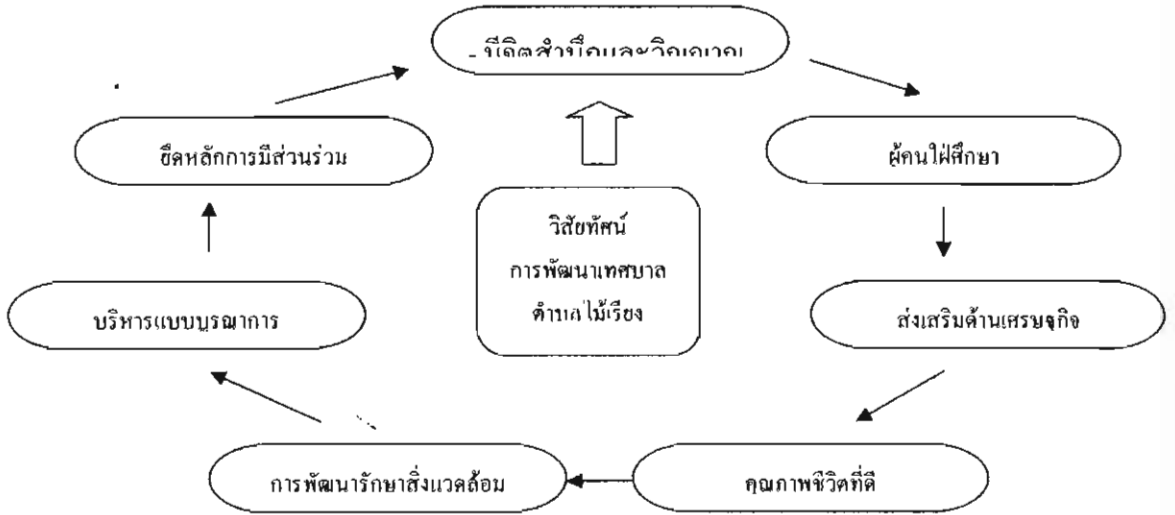 ยึดหลักการมีส่วนร่วม
ผู้คนใฝ่ศึกษา
วิสัยทัศน์
การพัฒนาเทศบาล
ตำบลไม้เรียง
บริหารแบบบูรณาการ
ส่งเสริมด้านเศรษฐกิจ
การพัฒนารักษาสิ่งแวดล้อม
คุณภาพชีวิตที่ดี